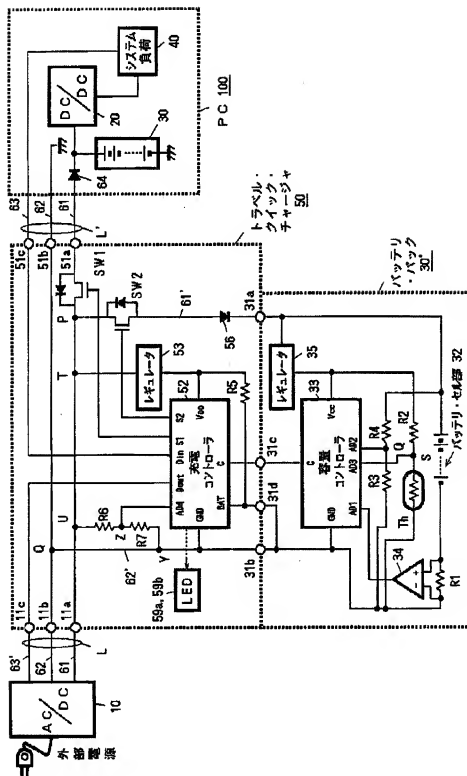 外部電源
AC/DC
10
L
63'
62
61
11c
11b
11a
Q
U
T
P
R6
Z
R7
Y
62'
LED
59a, 59b
AD4
Dout
Din
S1
S2
GND
BAT
C
VDD
充電
コントローラ
52
レギュレータ
53
R5
SW1
SW2
61'
56
51c
51b
51a
トラベル・
クイック・
チャージャ
50
L'
63
62
61
64
30
DC/DC
20
システム
負荷
40
PC 100
31a
31c
31d
31b
バッテリ
・パック
30'
レギュレータ
35
容量
コントローラ
33
C
Vcc
GND
AD1
AD3
AD2
R4
R3
R2
Q
Th
S
34
R1
バッテリ・セル部 32